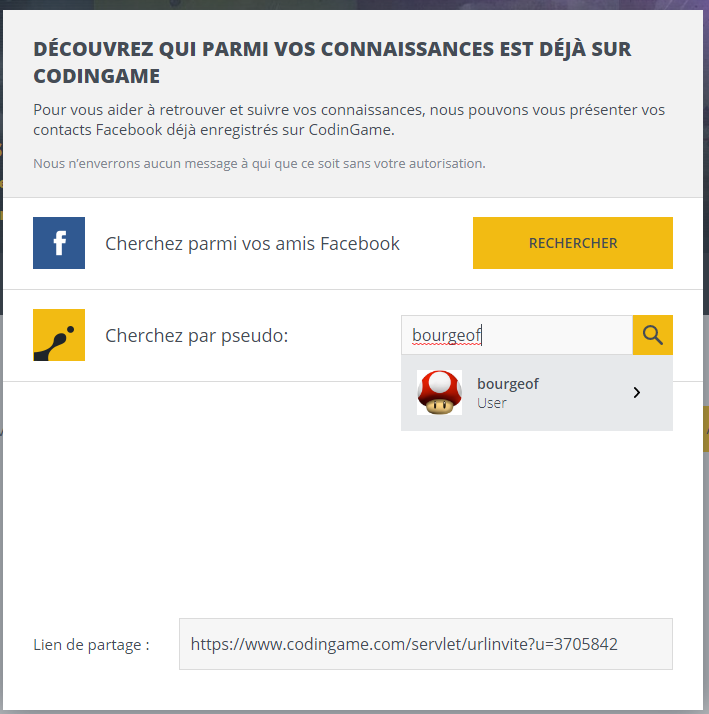 DÉCOUVREZ QUI PARMI VOS CONNAISSANCES EST DÉJÀ SUR
CODINGAME
Pour vous aider à retrouver et suivre vos connaissances, nous pouvons vous présenter vos
contacts Facebook déjà enregistrés sur CodinGame.
Nous n'enverrons aucun message à qui que ce soit sans votre autorisation.
Cherchez parmi vos amis Facebook
RECHERCHER
Cherchez par pseudo:
bourgeof
bourgeof
User
Lien de partage :
https://www.codingame.com/servlet/urlinvite?u=3705842